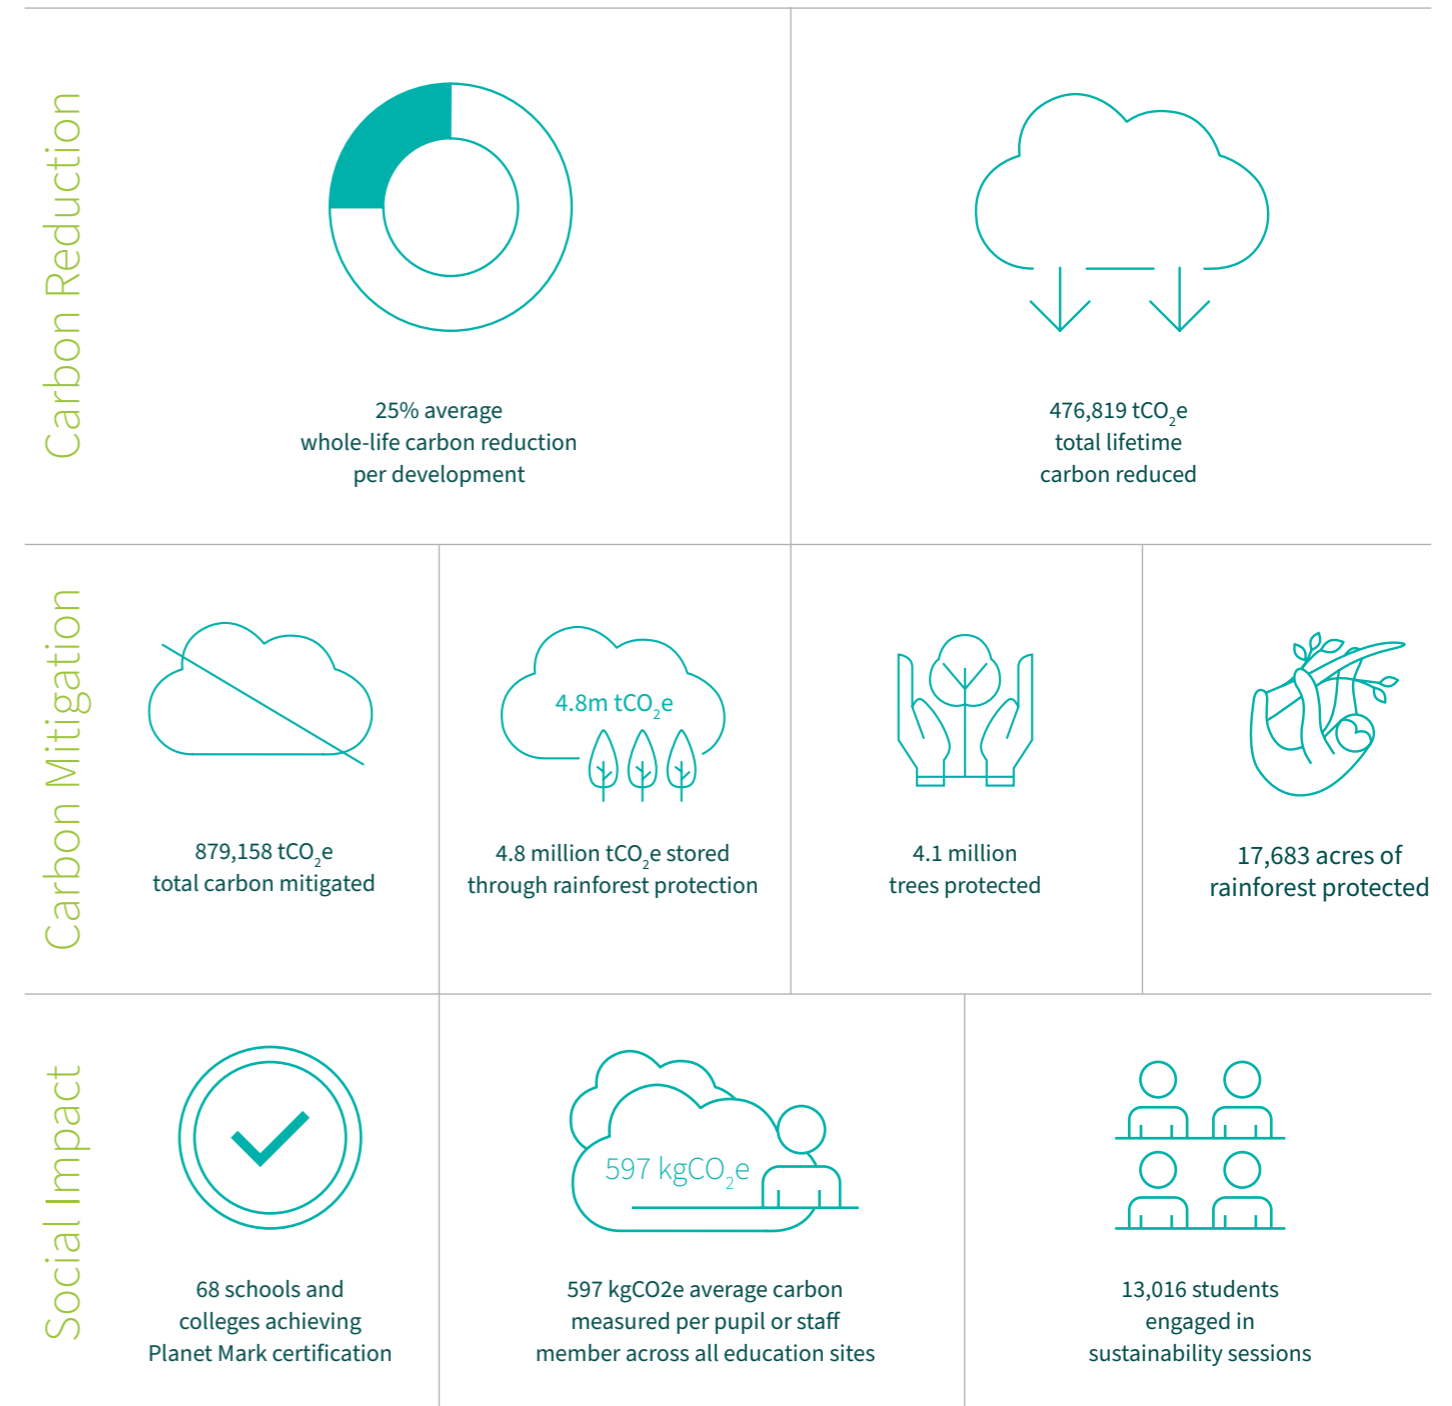 Carbon Reduction
25% average
whole-life carbon reduction
per development
476,819 tCO₂e
total lifetime
carbon reduced
Carbon Mitigation
879,158 tCO₂e
total carbon mitigated
4.8m tCO₂e
4.8 million tCO₂e stored
through rainforest protection
4.1 million
trees protected
17,683 acres of
rainforest protected
Social Impact
68 schools and
colleges achieving
Planet Mark certification
597 kgCO₂e
597 kgCO2e average carbon
measured per pupil or staff
member across all education sites
13,016 students
engaged in
sustainability sessions